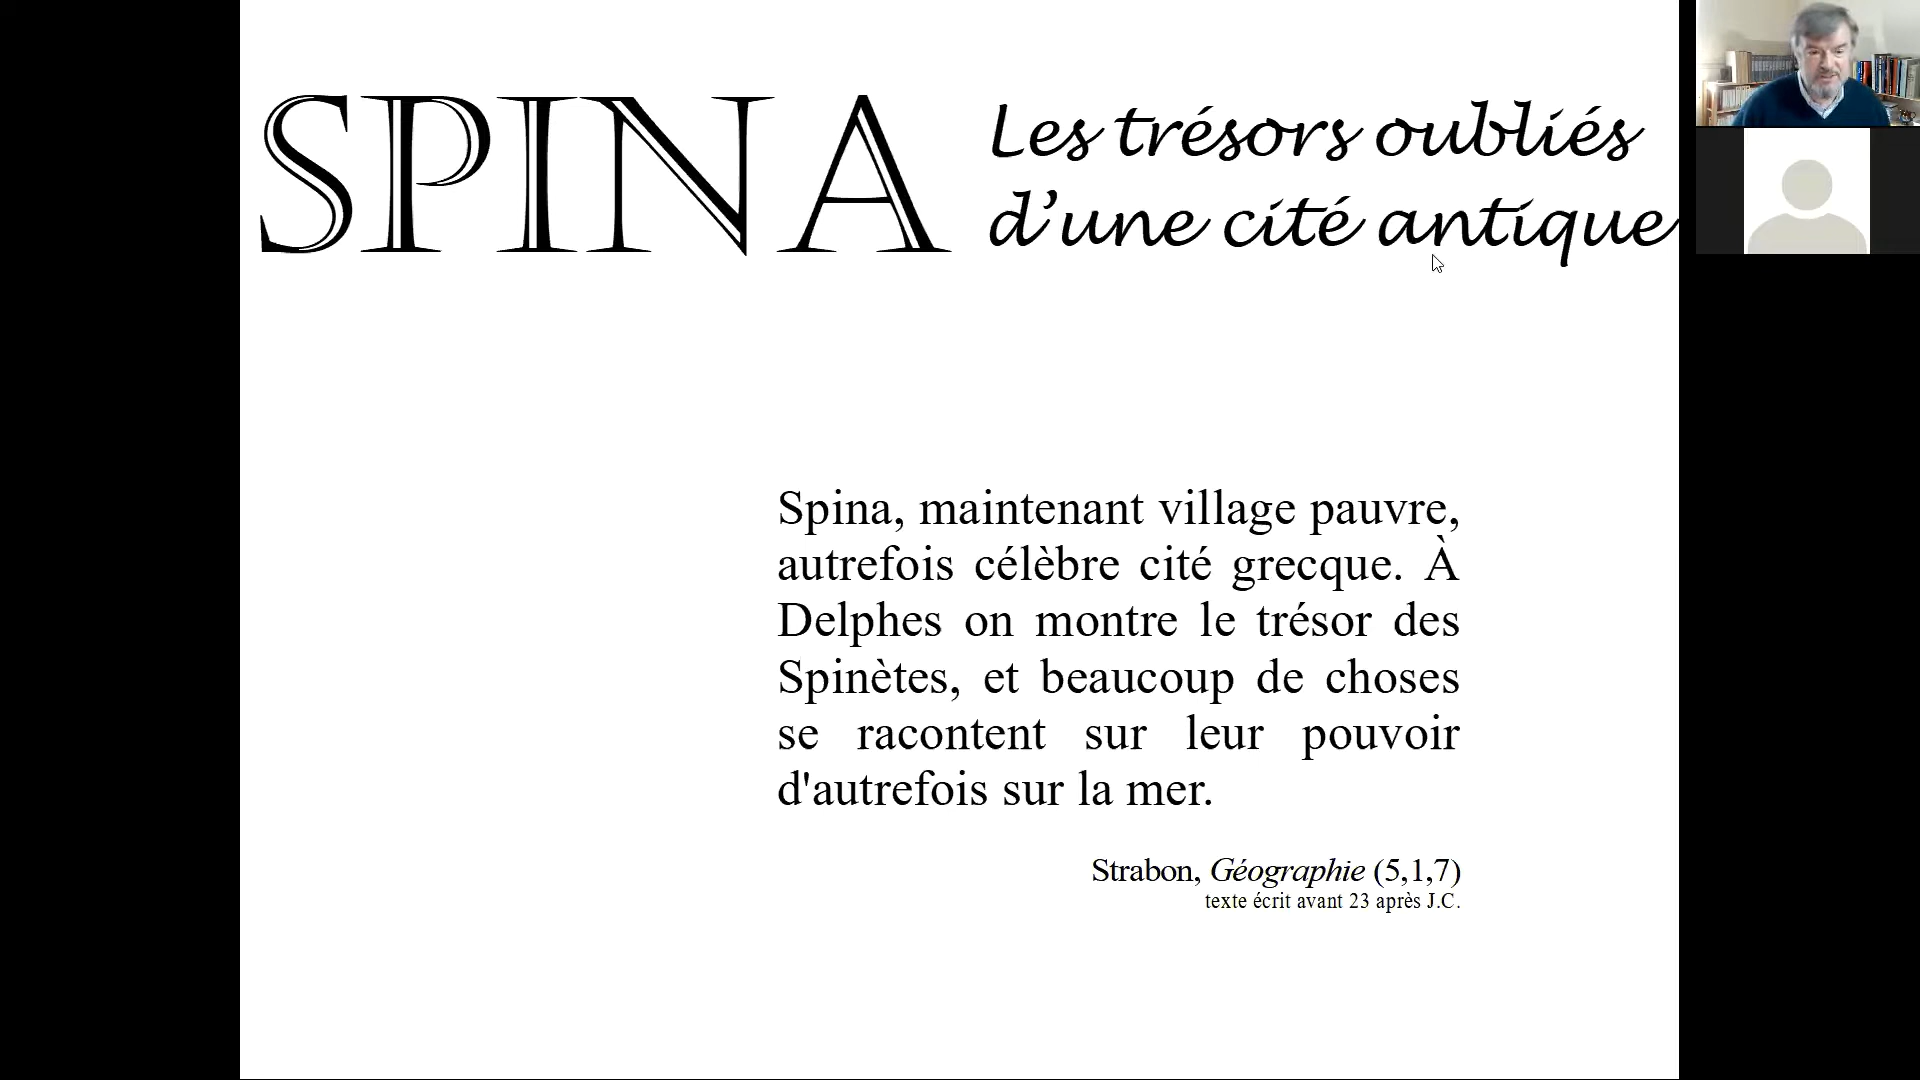 SPINA
Les trésors oubliés
d’une cité antique
Spina, maintenant village pauvre,
autrefois célèbre cité grecque. À
Delphes on montre le trésor des
Spinètes, et beaucoup de choses
se racontent sur leur pouvoir
d'autrefois sur la mer.
Strabon, Géographie (5,1,7)
texte écrit avant 23 après J.C.